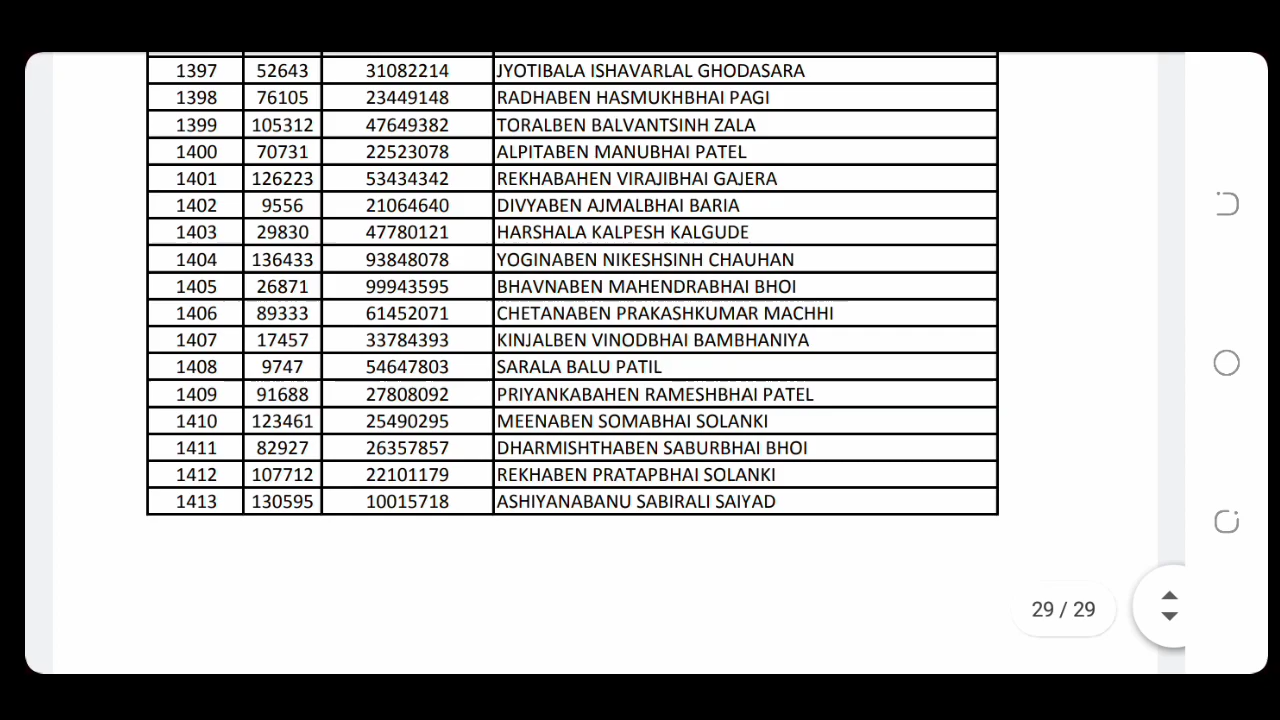 1397 52643 31082214 JYOTIBALA ISHAVARLAL GHODASARA
1398 76105 23449148 RADHABEN HASMUKHBHAI PAGI
1399 105312 47649382 TORALBEN BALVANTSINH ZALA
1400 70731 22523078 ALPITABEN MANUBHAI PATEL
1401 126223 53434342 REKHABAHEN VIRAJIBHAI GAJERA
1402 9556 21064640 DIVYABEN AJMALBHAI BARIA
1403 29830 47780121 HARSHALA KALPESH KALGUDE
1404 136433 93848078 YOGINABEN NIKESHSINH CHAUHAN
1405 26871 99943595 BHAVNABEN MAHENDRABHAI BHOI
1406 89333 61452071 CHETANABEN PRAKASHKUMAR MACHHI
1407 17457 33784393 KINJALBEN VINODBHAI BAMBHANIYA
1408 9747 54647803 SARALA BALU PATIL
1409 91688 27808092 PRIYANKABAHEN RAMESHBHAI PATEL
1410 123461 25490295 MEENABEN SOMABHAI SOLANKI
1411 82927 26357857 DHARMISHTHABEN SABURBHAI BHOI
1412 107712 22101179 REKHABEN PRATAPBHAI SOLANKI
1413 130595 10015718 ASHIYANABANU SABIRALI SAIYAD
29 / 29